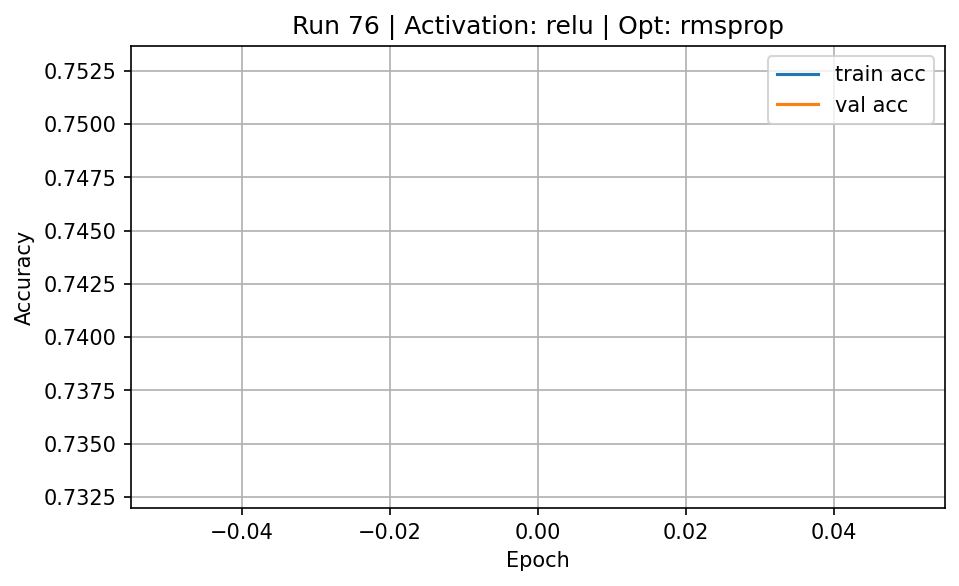 Run 76 | Activation: relu | Opt: rmsprop
train acc
val acc
0.7525
0.7500
0.7475
0.7450
0.7425
0.7400
0.7375
0.7350
0.7325
Accuracy
−0.04
−0.02
0.00
0.02
0.04
Epoch